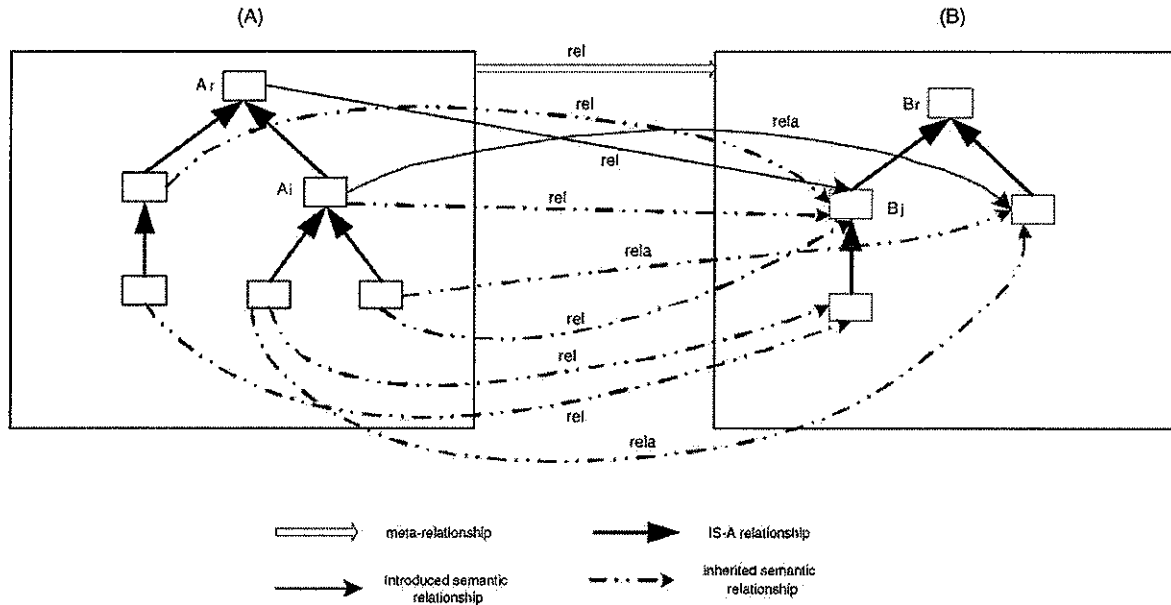 (A)
(B)
rel
Ar
rel
Br
rela
rel
Ai
rel
Bj
rela
rel
rel
rel
rela
meta-relationship
IS-A relationship
Introduced semantic
relationship
Inherited semantic
relationship